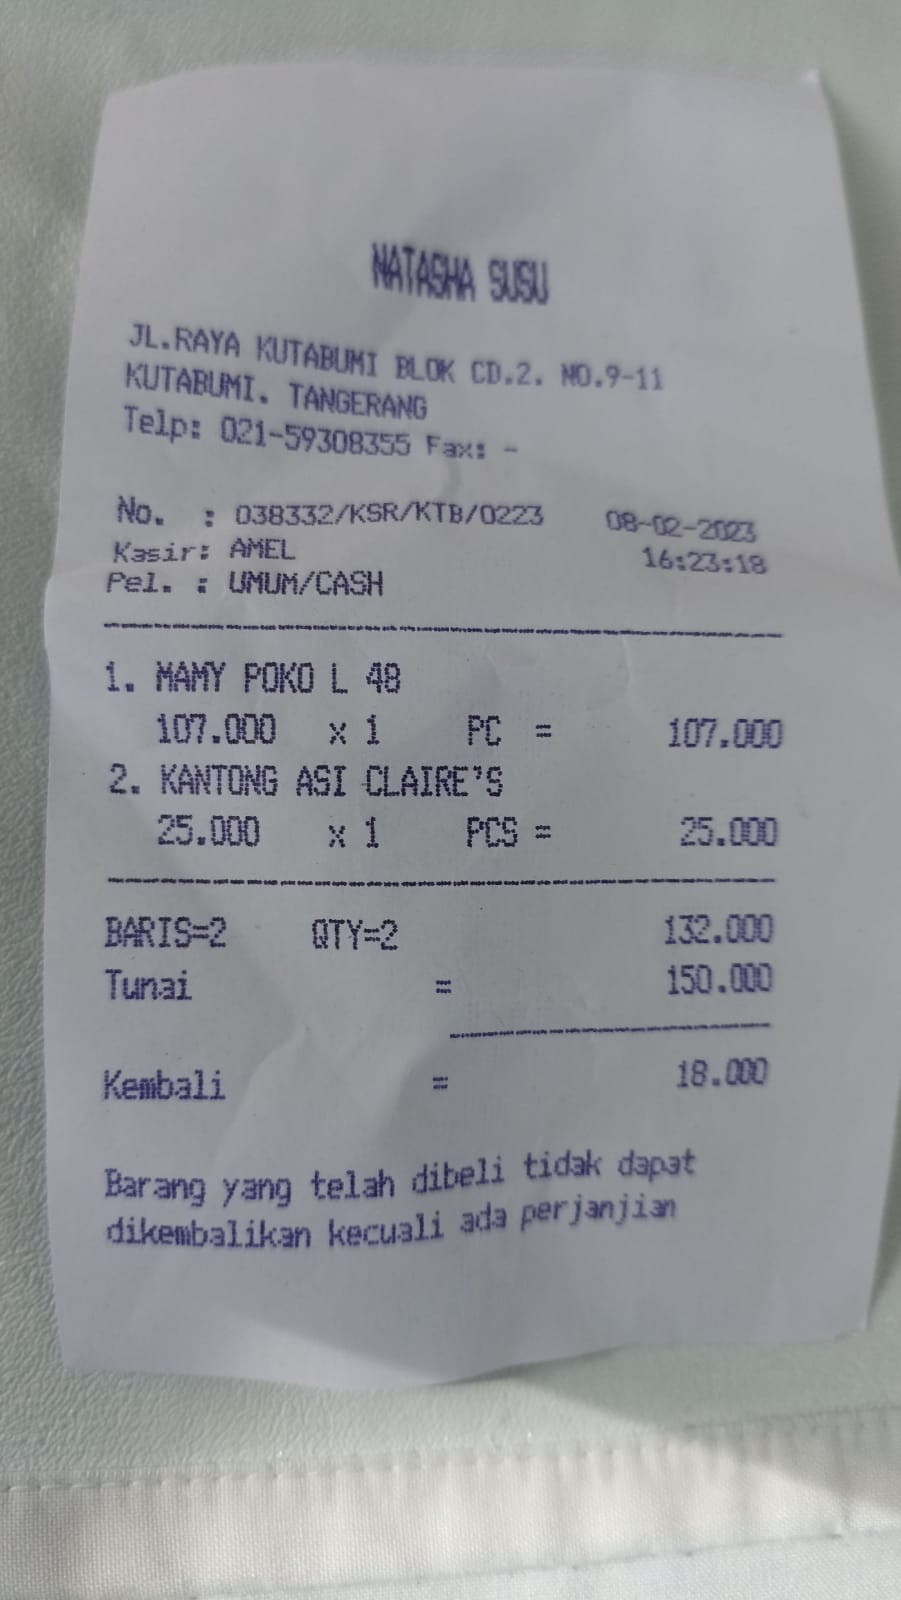 NATASHA SUSU
JL.RAYA KUTABUMI BLOK CD.2. NO.9-11
KUTABUMI. TANGERANG
Telp: 021-59308355 Fax: -
No. : 038332/KSR/KTB/0223 08-02-2023
Kasir: AMEL 16:23:18
Pel. : UMUM/CASH
1. MAMY POKO L 48
107.000 x 1 PC = 107.000
2. KANTONG ASI CLAIRE'S
25.000 x 1 PCS = 25.000
BARIS=2 QTY=2 132.000
Tunai = 150.000
Kembali = 18.000
Barang yang telah dibeli tidak dapat
dikembalikan kecuali ada perjanjian